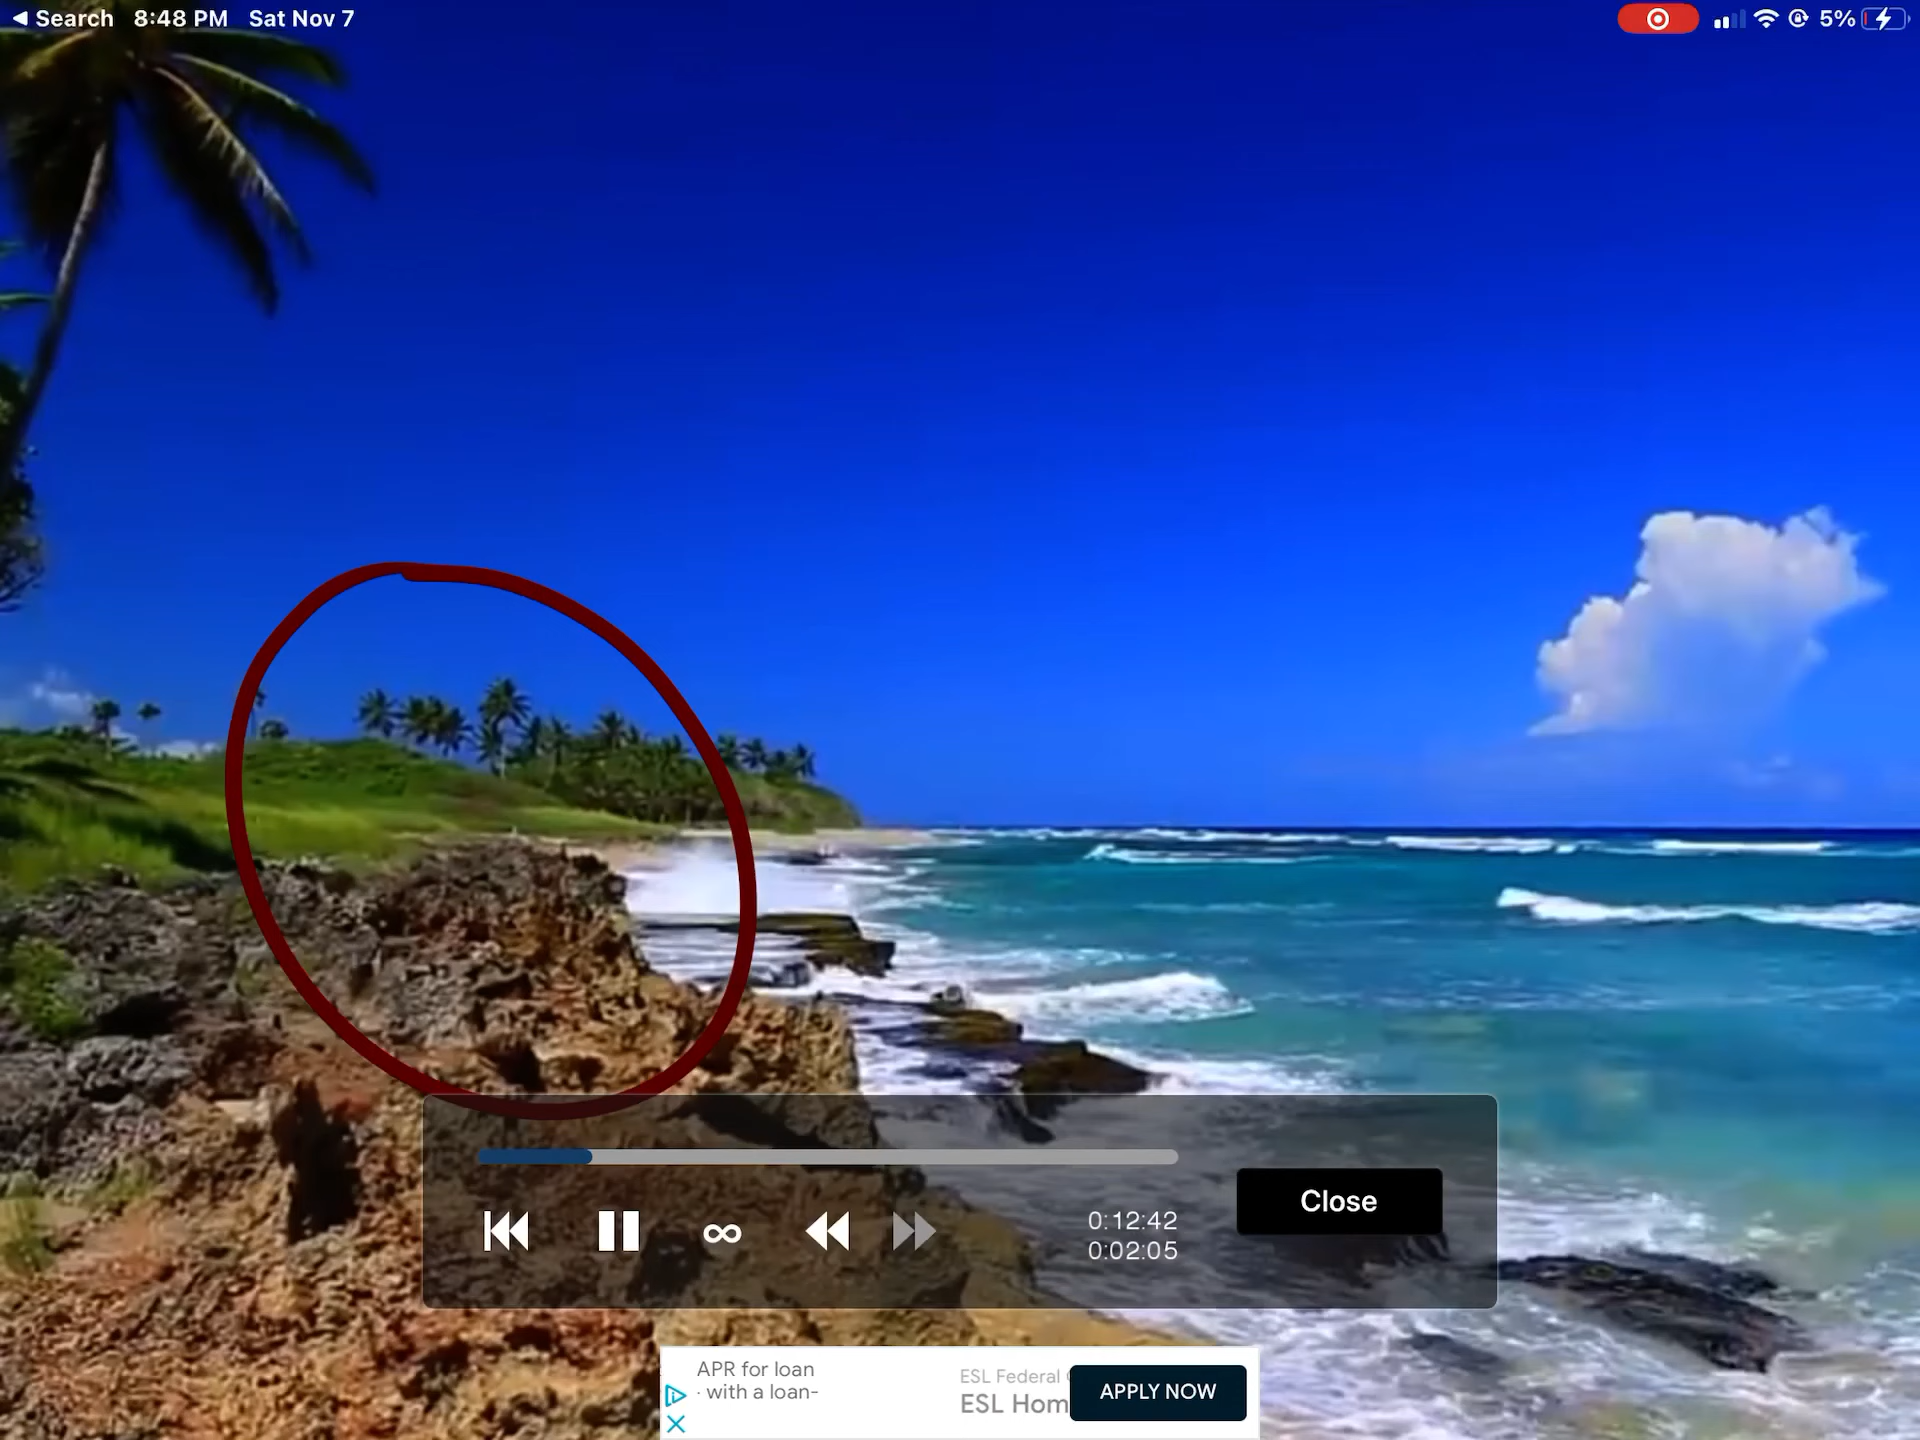 Search 8:48 PM Sat Nov 7
5%
0:12:42
0:02:05
Close
APR for loan
· with a loan-
ESL Federal
ESL Hom
APPLY NOW